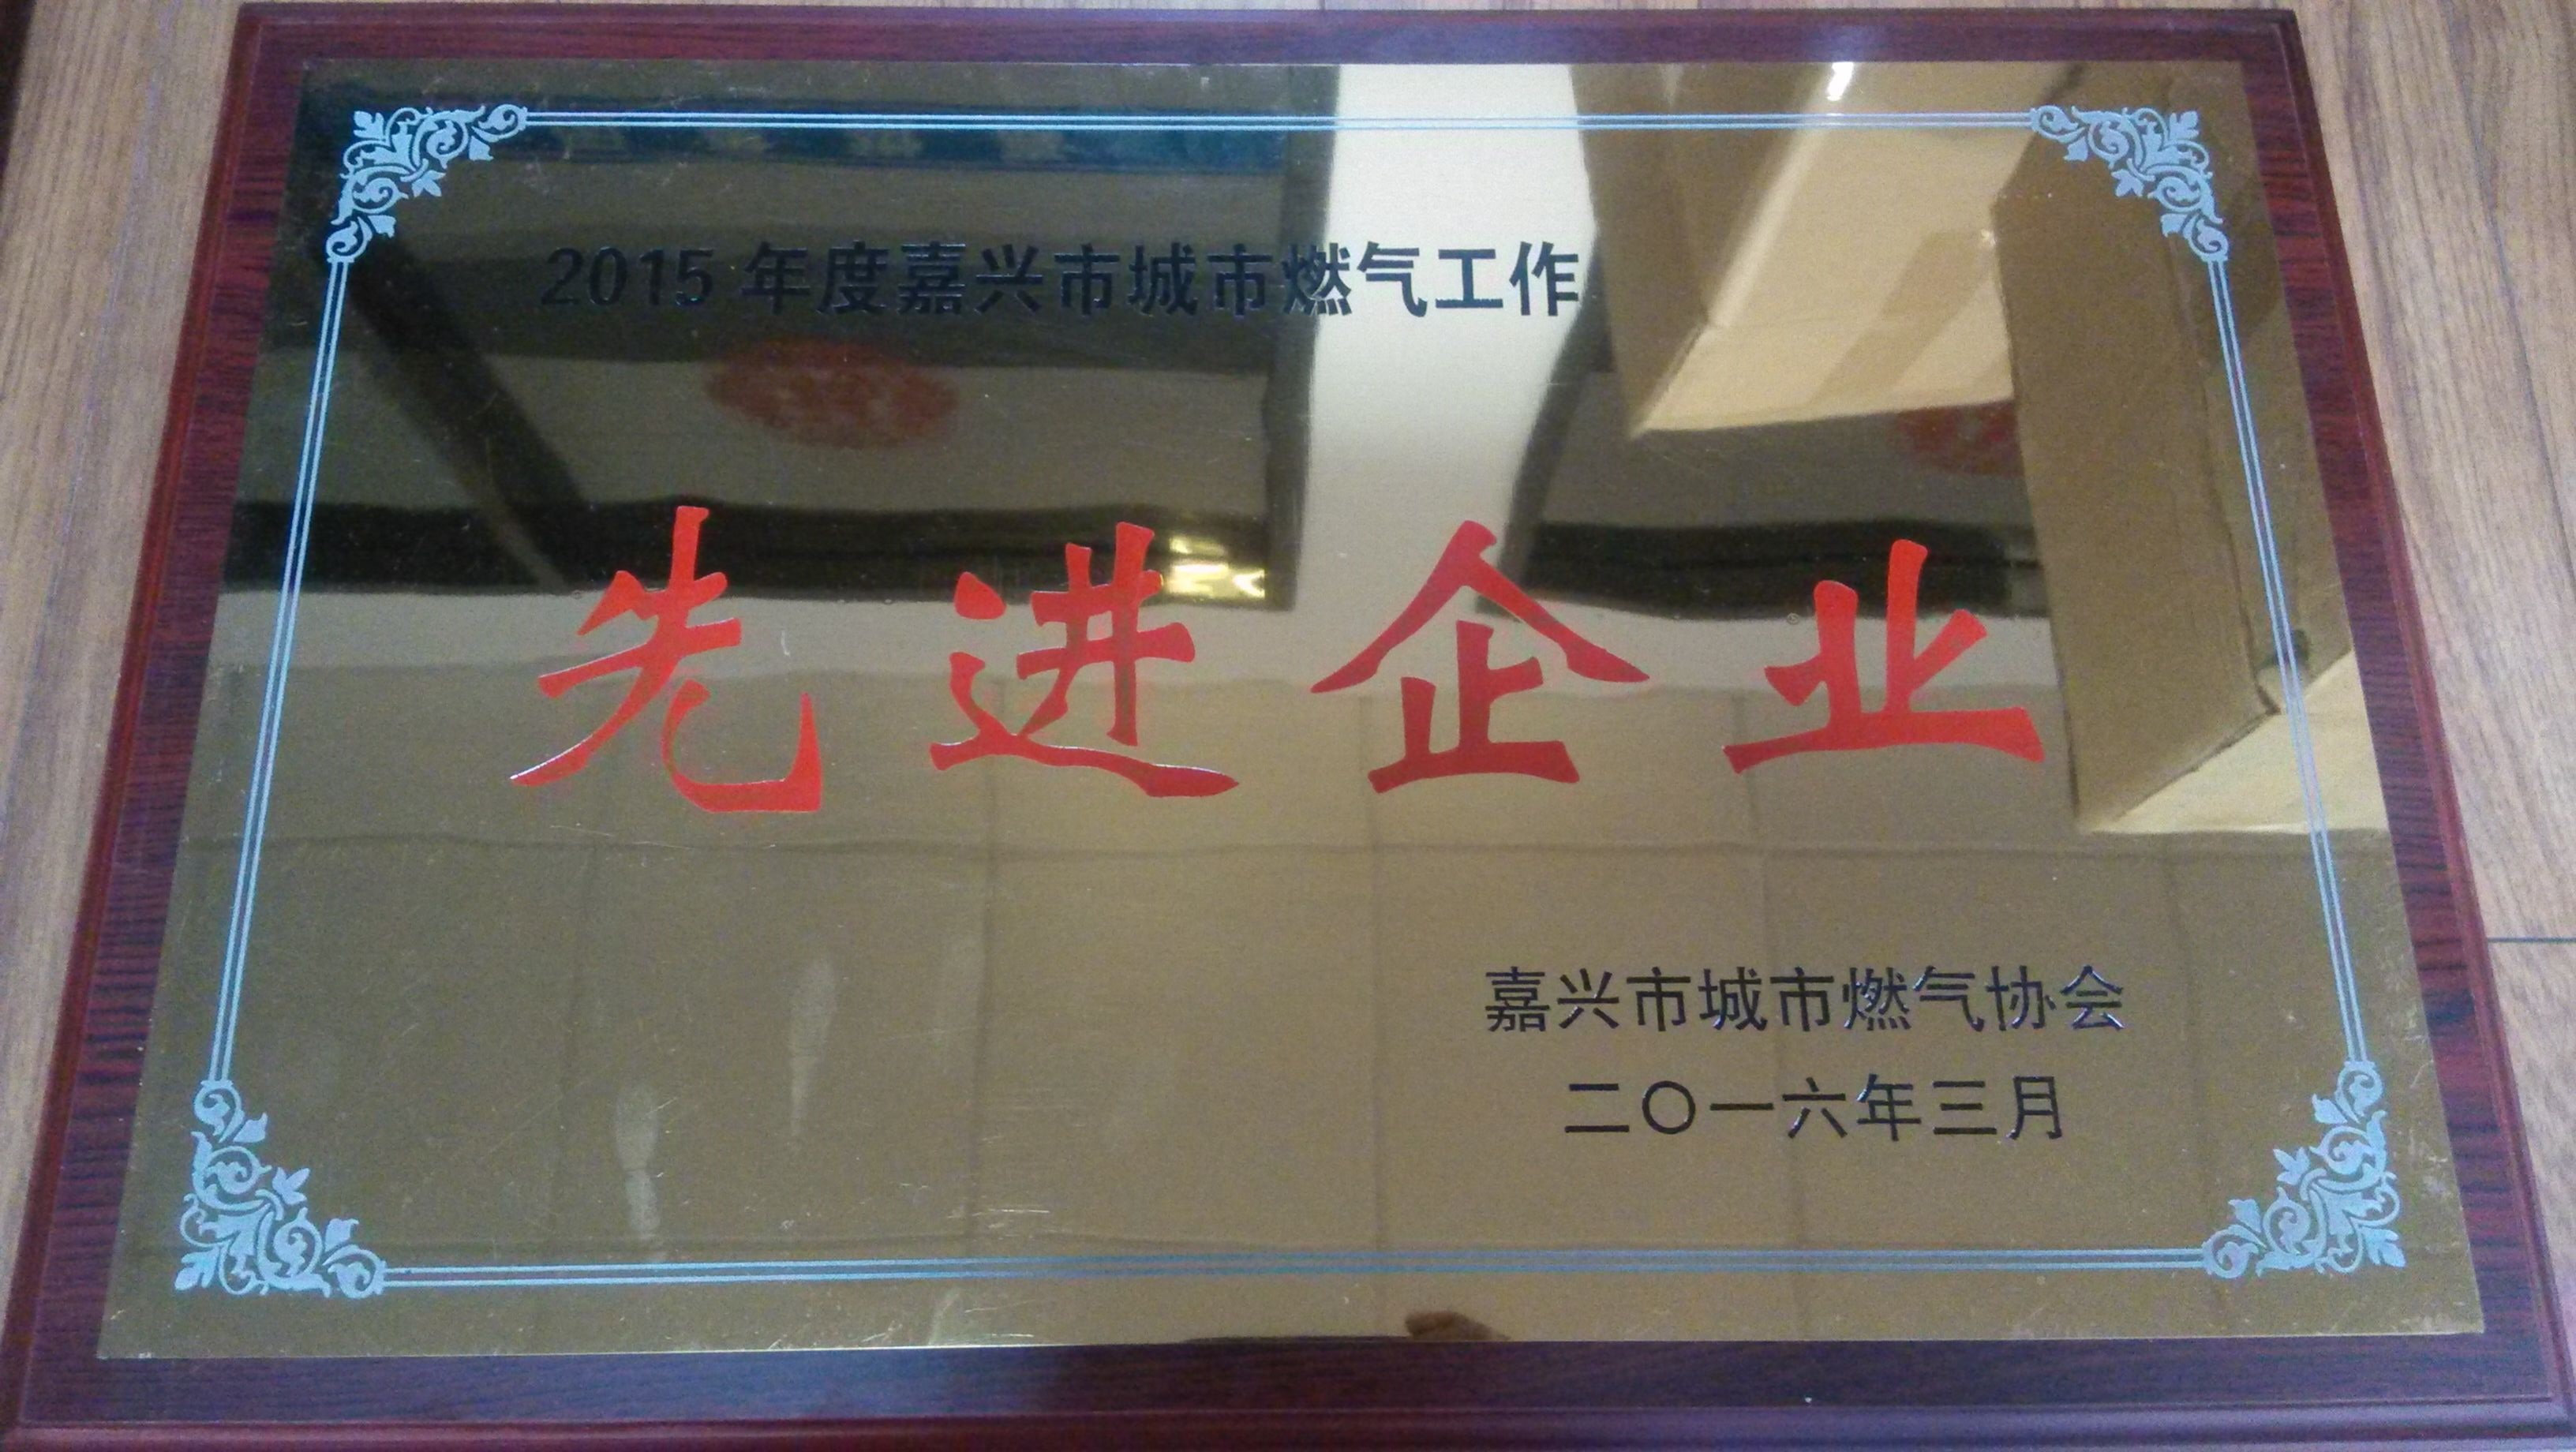 2015 年度嘉兴市城市燃气工作
先进企业
嘉兴市城市燃气协会
二〇一六年三月